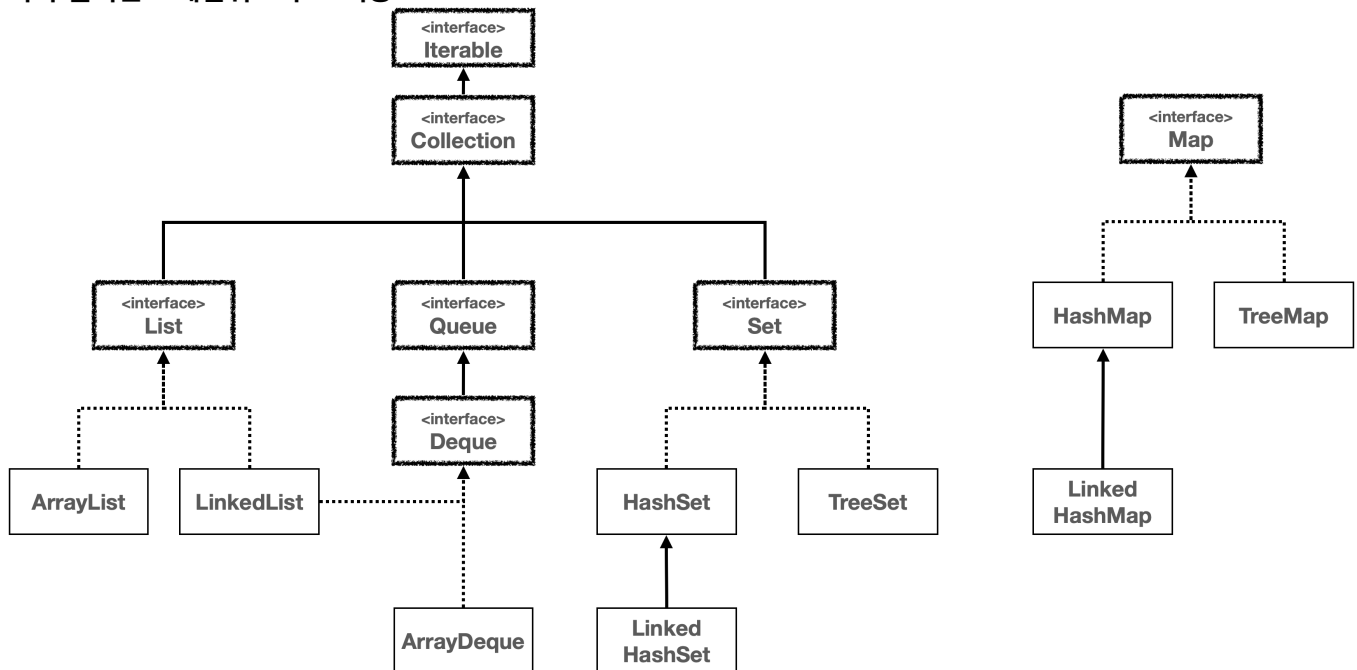 <interface>
Iterable
<interface>
Collection
<interface>
Map
<interface>
List
<interface>
Queue
<interface>
Set
HashMap
TreeMap
<interface>
Deque
ArrayList
LinkedList
HashSet
TreeSet
Linked
HashMap
ArrayDeque
Linked
HashSet